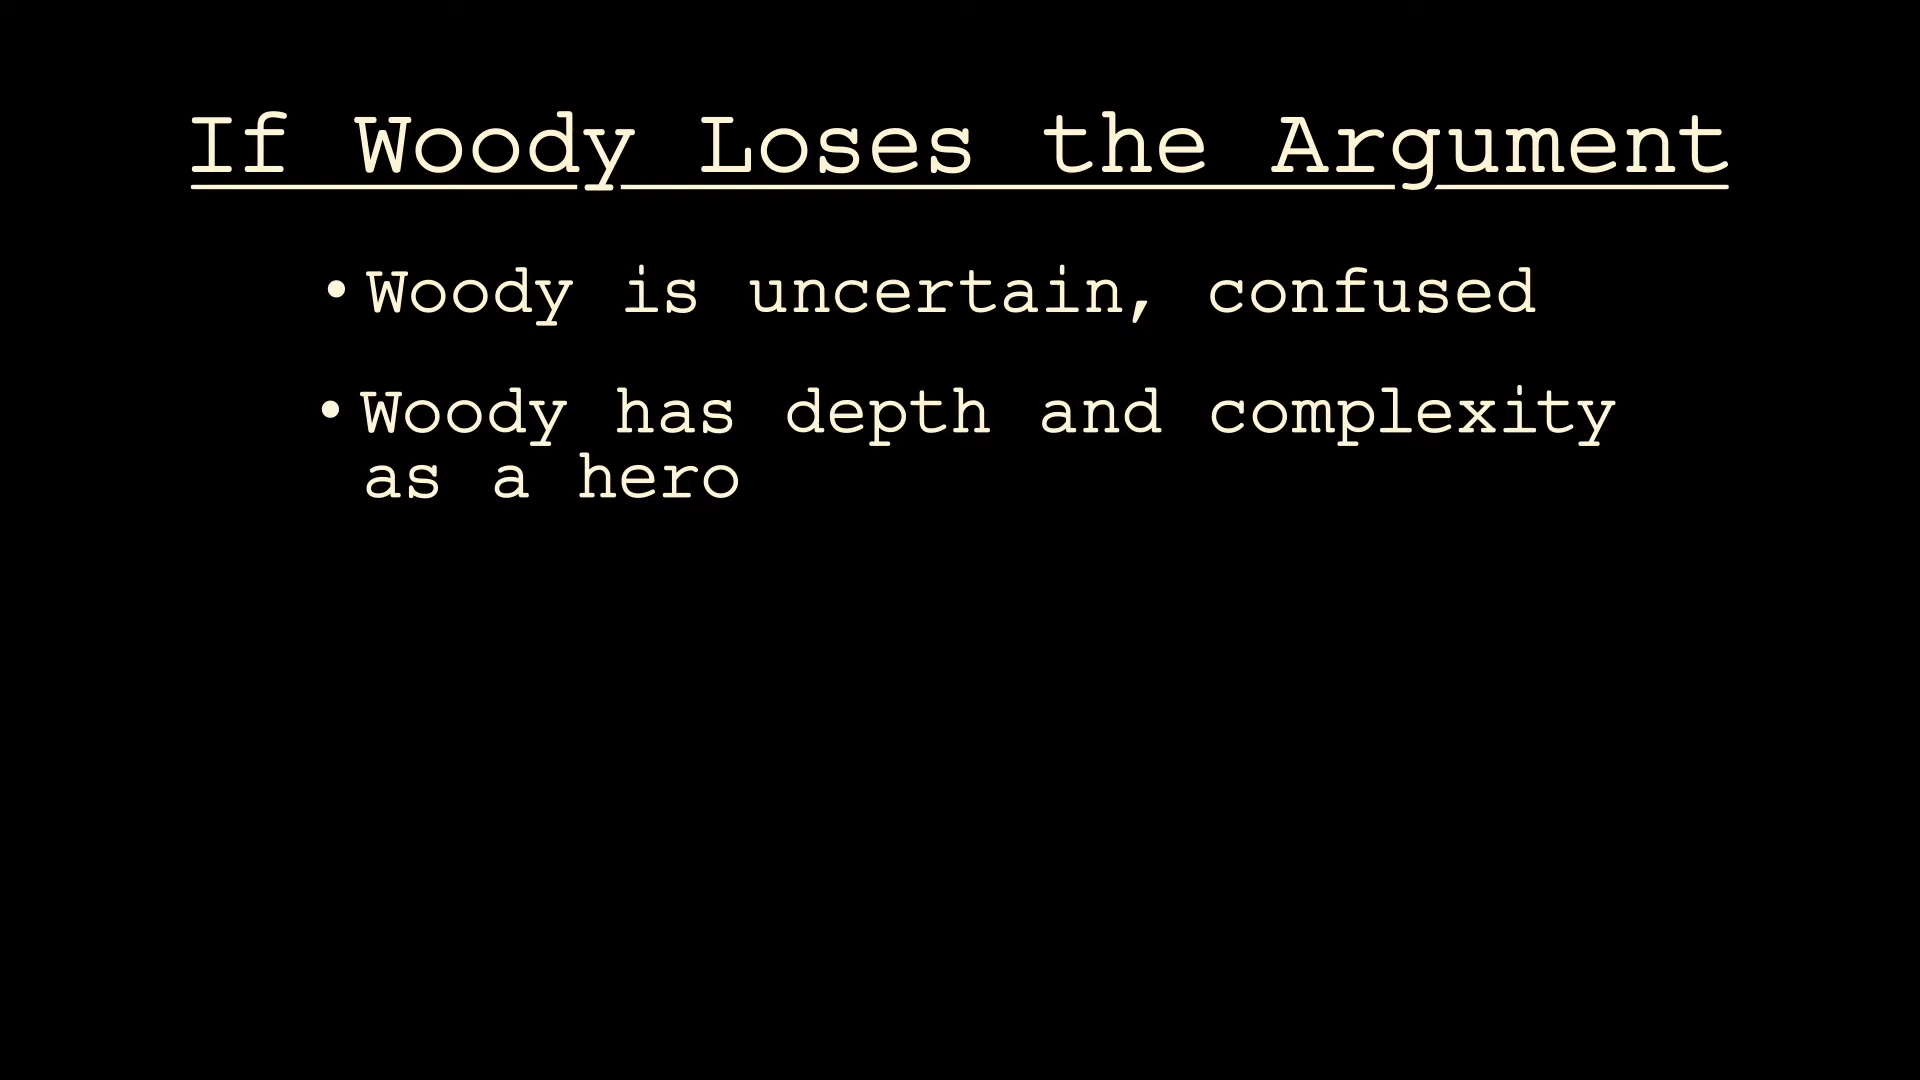 If Woody Loses the Argument
• Woody is uncertain, confused
• Woody has depth and complexity
as a hero